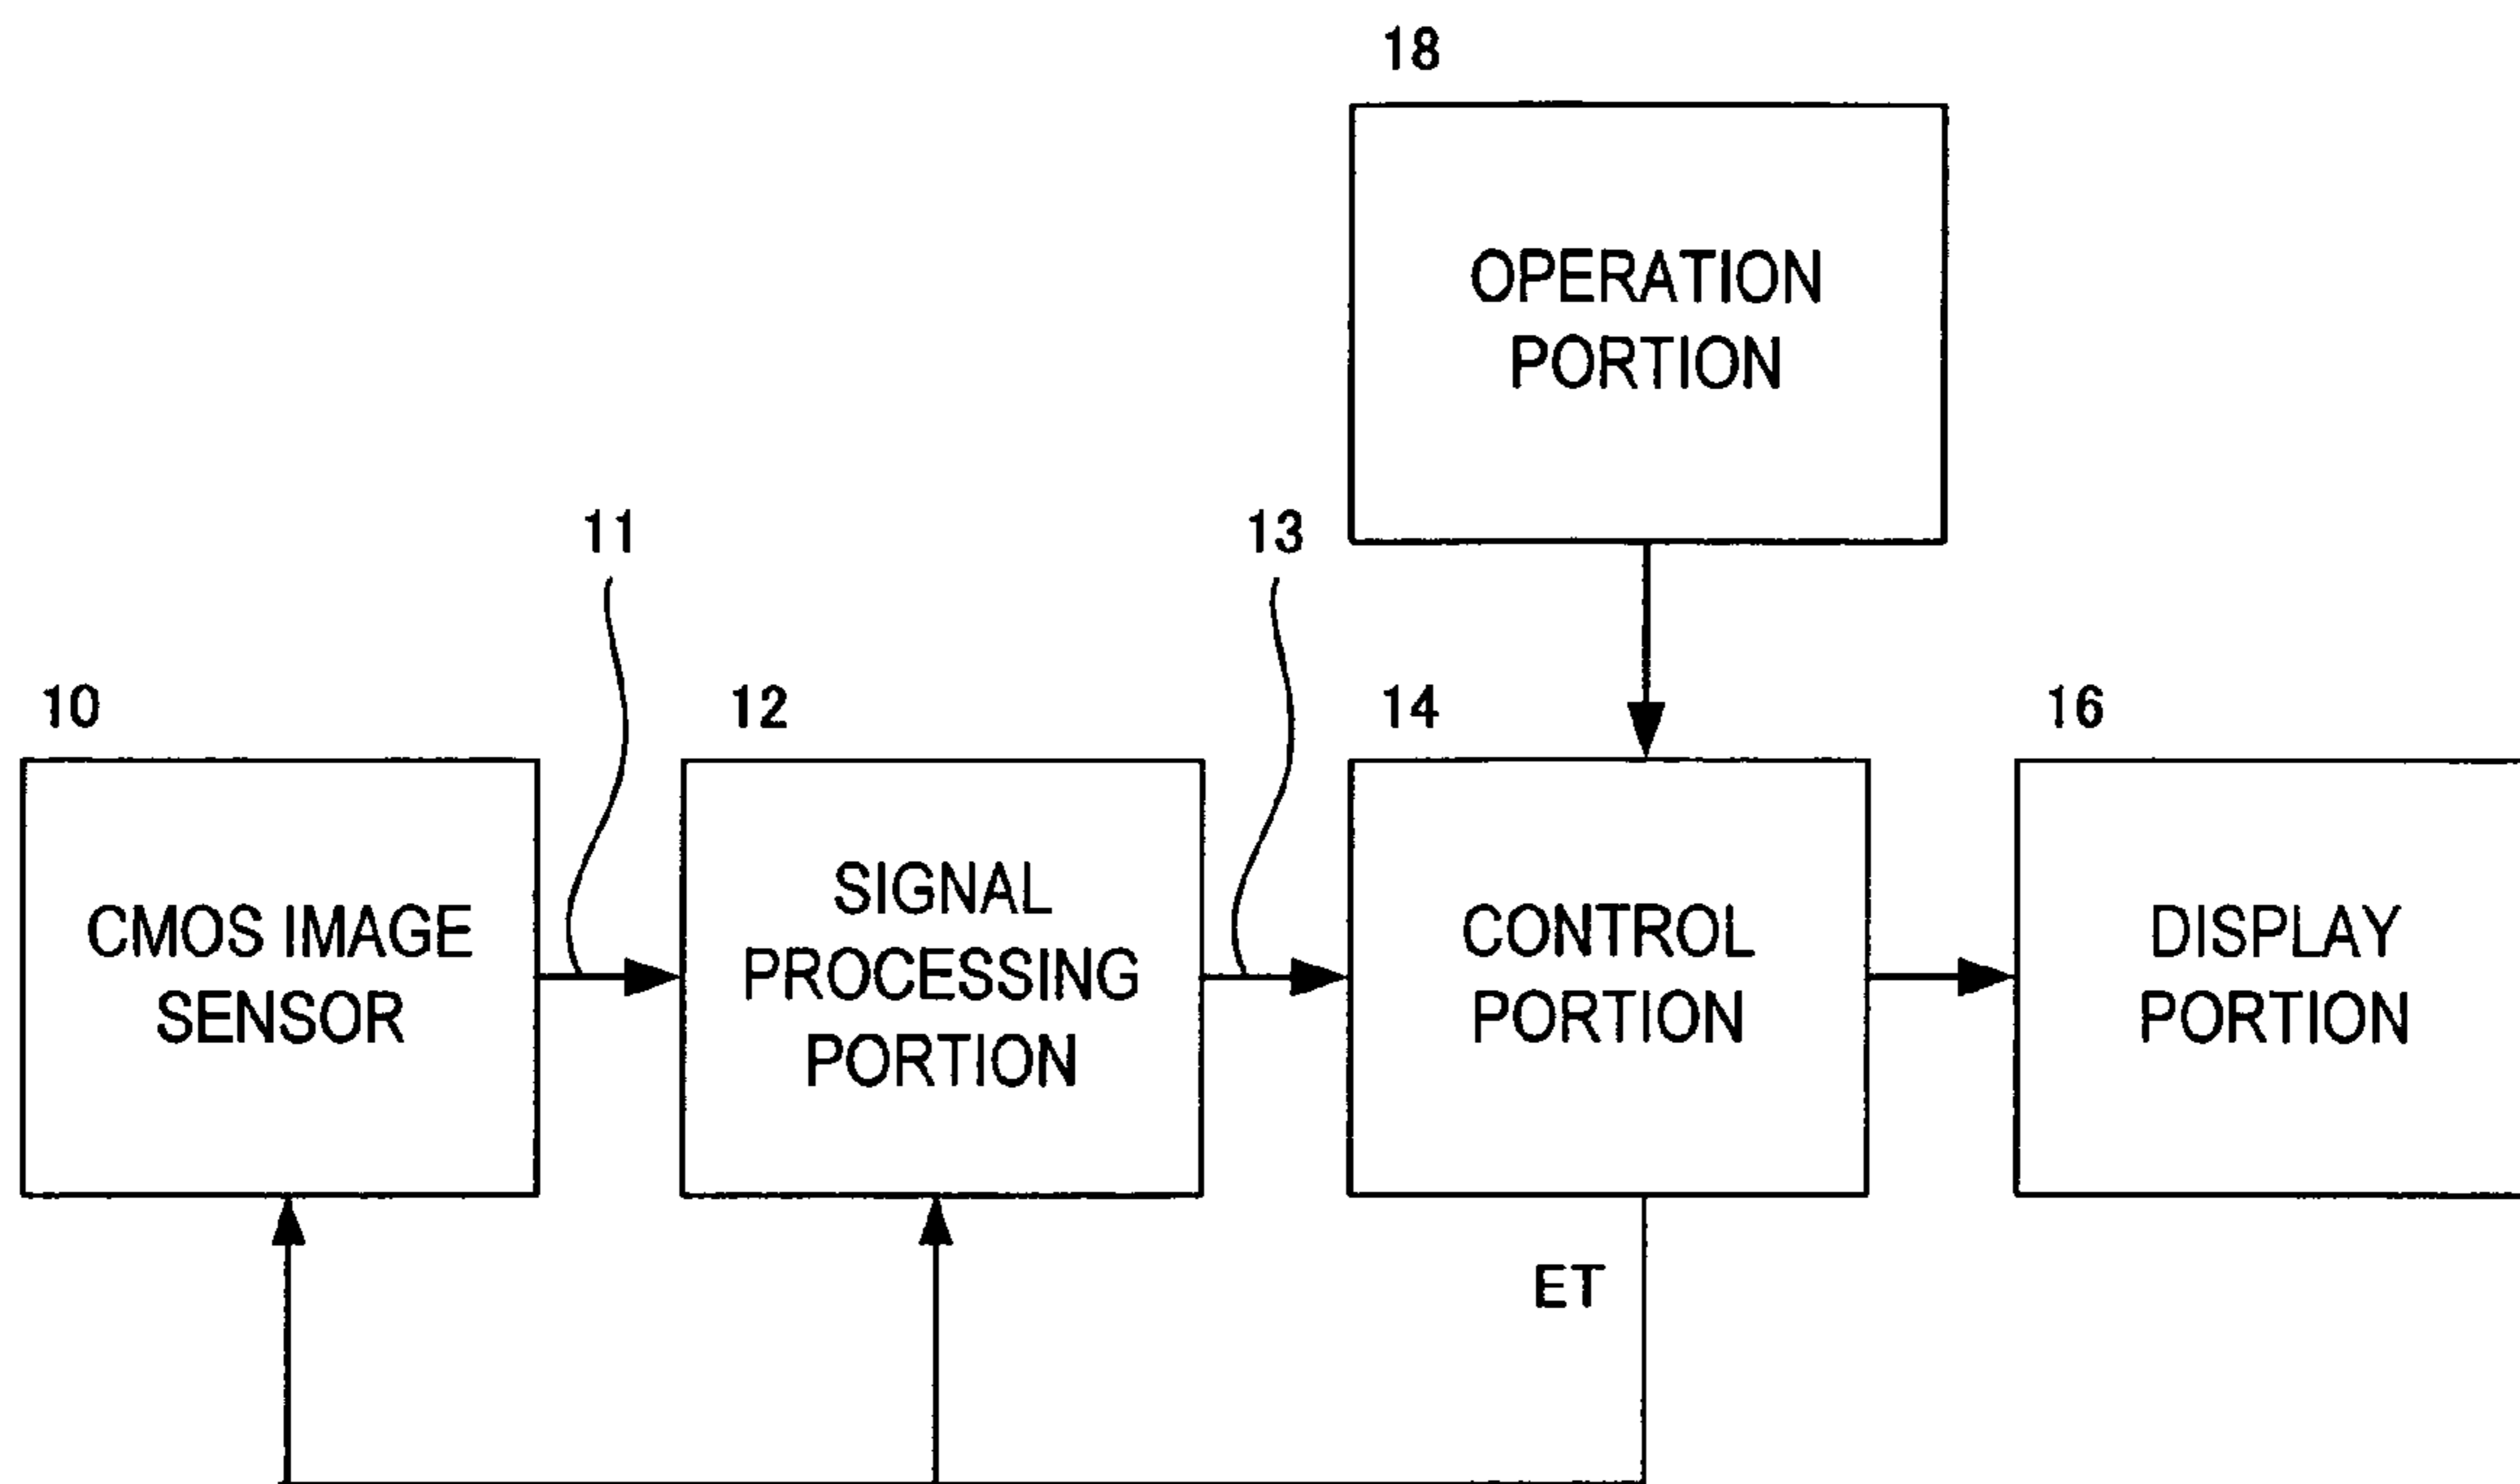 18
OPERATION
PORTION
11
13
10
12
14
16
CMOS IMAGE
SENSOR
SIGNAL
PROCESSING
PORTION
CONTROL
PORTION
DISPLAY
PORTION
ET